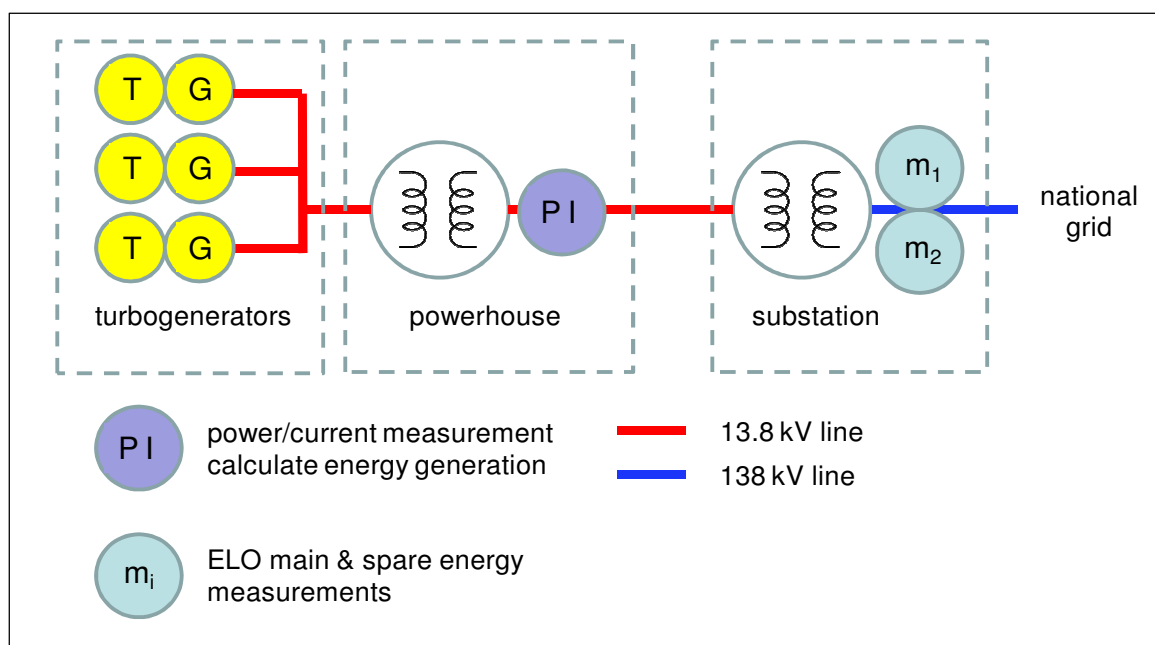 T G
T G
T G
turbogenerators
P I
powerhouse
m1
m2
substation
national
grid
P I
power/current measurement
calculate energy generation
13.8 kV line
138 kV line
mi
ELO main & spare energy
measurements